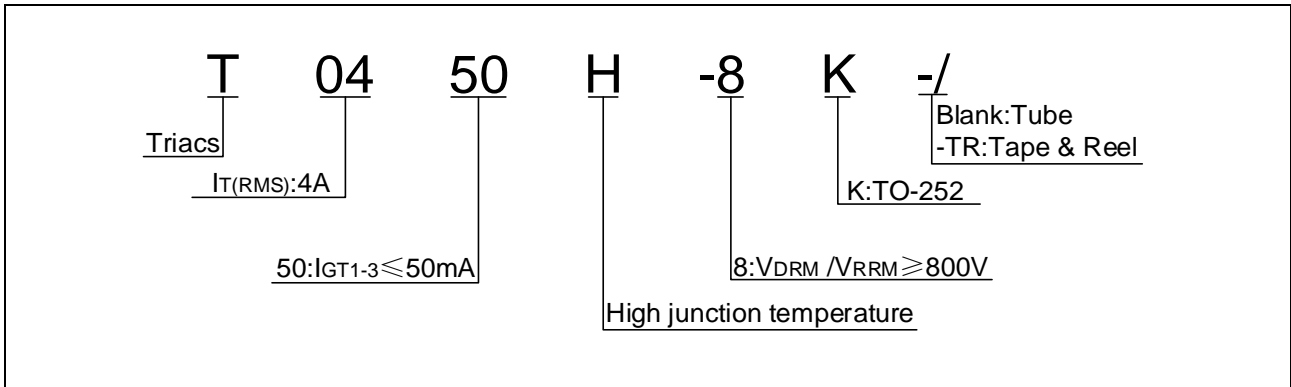 T 04 50 H -8 K -/
Blank:Tube
Triacs
-TR:Tape & Reel
IT(RMS):4A
K:TO-252
50:IGT1-3≤50mA
8:VDRM /VRRM≥800V
High junction temperature